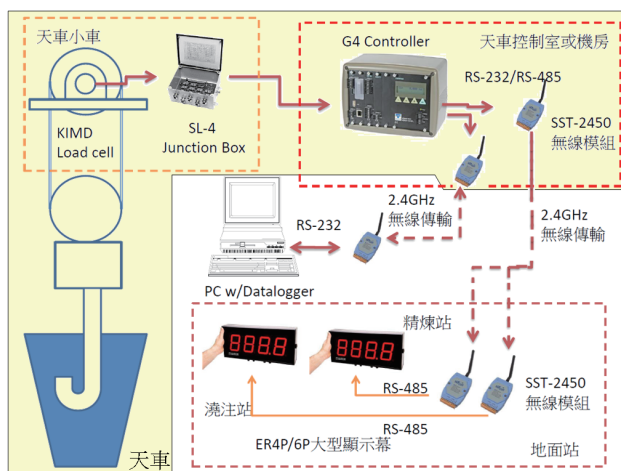 天車小車
KIMD
Load cell
SL-4
Junction Box
G4 Controller
天車控制室或機房
RS-232/RS-485
SST-2450
無線模組
2.4GHz
無線傳輸
2.4GHz
無線傳輸
RS-232
PC w/Datalogger
精煉站
澆注站
RS-485
RS-485
SST-2450
無線模組
ER4P/6P大型顯示幕
地面站
天車